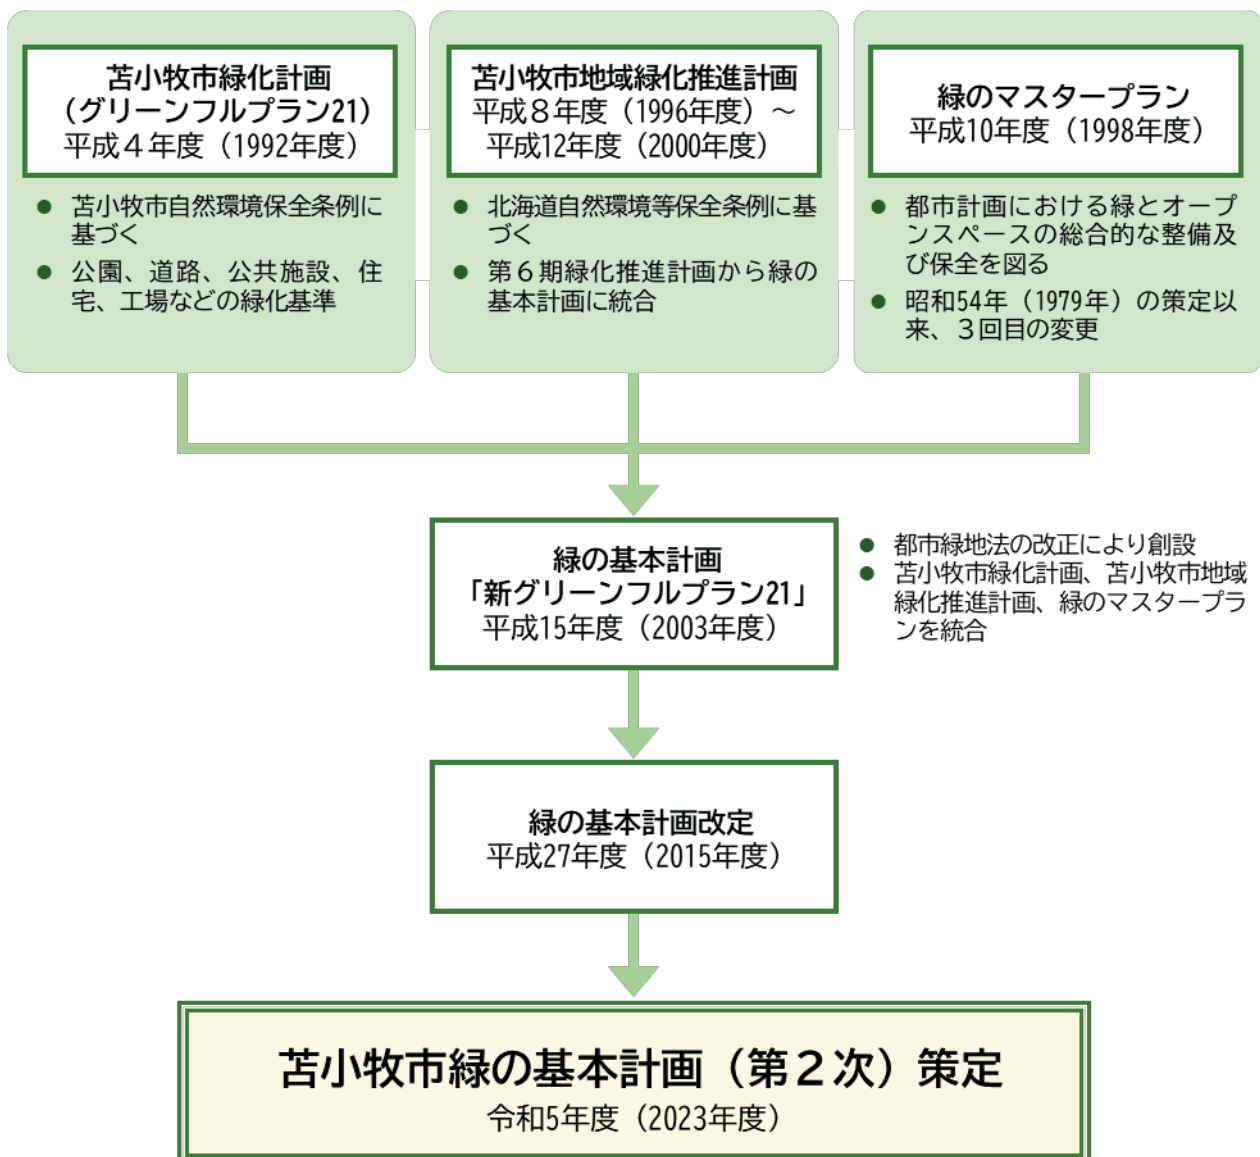 苫小牧市緑化計画
（グリーンフルプラン21）
平成４年度（1992年度）
● 苫小牧市自然環境保全条例に
基づく
● 公園、道路、公共施設、住
宅、工場などの緑化基準
苫小牧市地域緑化推進計画
平成８年度（1996年度）～
平成12年度（2000年度）
● 北海道自然環境等保全条例に基
づく
● 第６期緑化推進計画から緑の
基本計画に統合
緑のマスタープラン
平成10年度（1998年度）
● 都市計画における緑とオープ
ンスペースの総合的な整備及
び保全を図る
● 昭和54年（1979年）の策定以
来、３回目の変更
緑の基本計画
「新グリーンフルプラン21」
平成15年度（2003年度）
● 都市緑地法の改正により創設
● 苫小牧市緑化計画、苫小牧市地域
緑化推進計画、緑のマスタープラ
ンを統合
緑の基本計画改定
平成27年度（2015年度）
苫小牧市緑の基本計画（第２次）策定
令和5年度（2023年度）